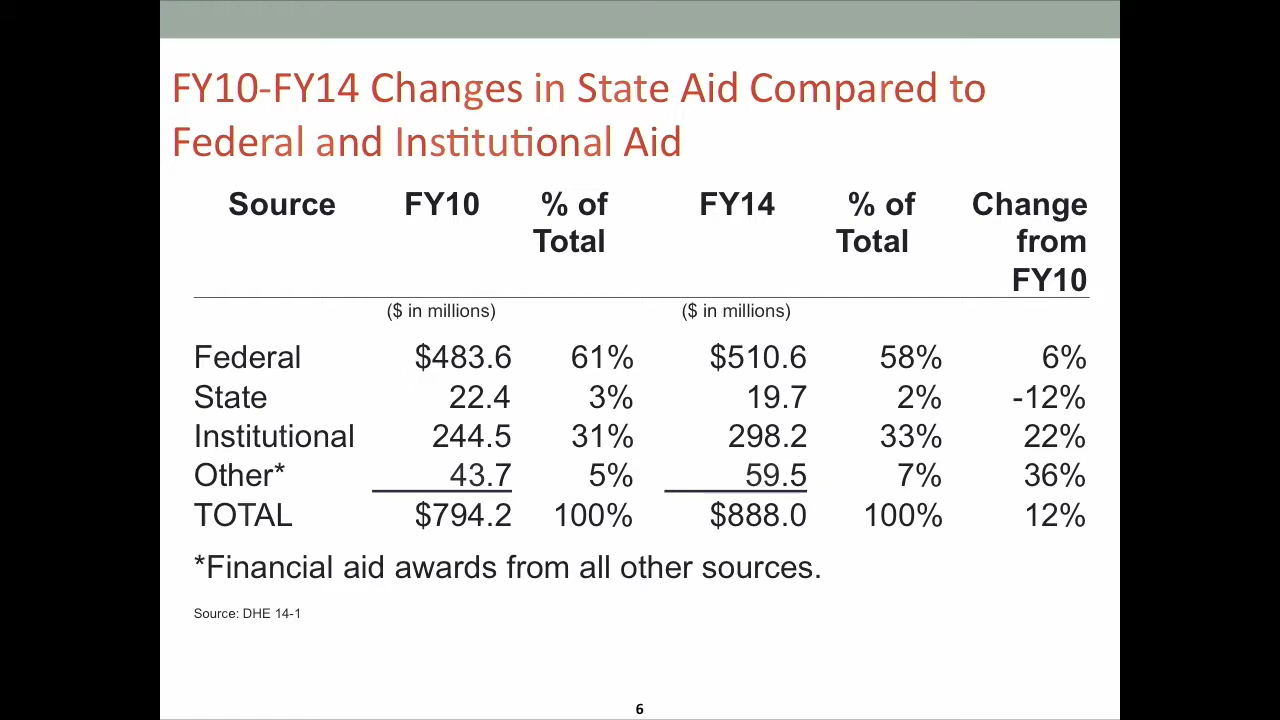 FY10-FY14 Changes in State Aid Compared to
Federal and Institutional Aid
Source FY10 % of Total FY14 % of Total Change from FY10
($ in millions) ($ in millions)
Federal $483.6 61% $510.6 58% 6%
State 22.4 3% 19.7 2% -12%
Institutional 244.5 31% 298.2 33% 22%
Other* 43.7 5% 59.5 7% 36%
TOTAL $794.2 100% $888.0 100% 12%
*Financial aid awards from all other sources.
Source: DHE 14-1
6